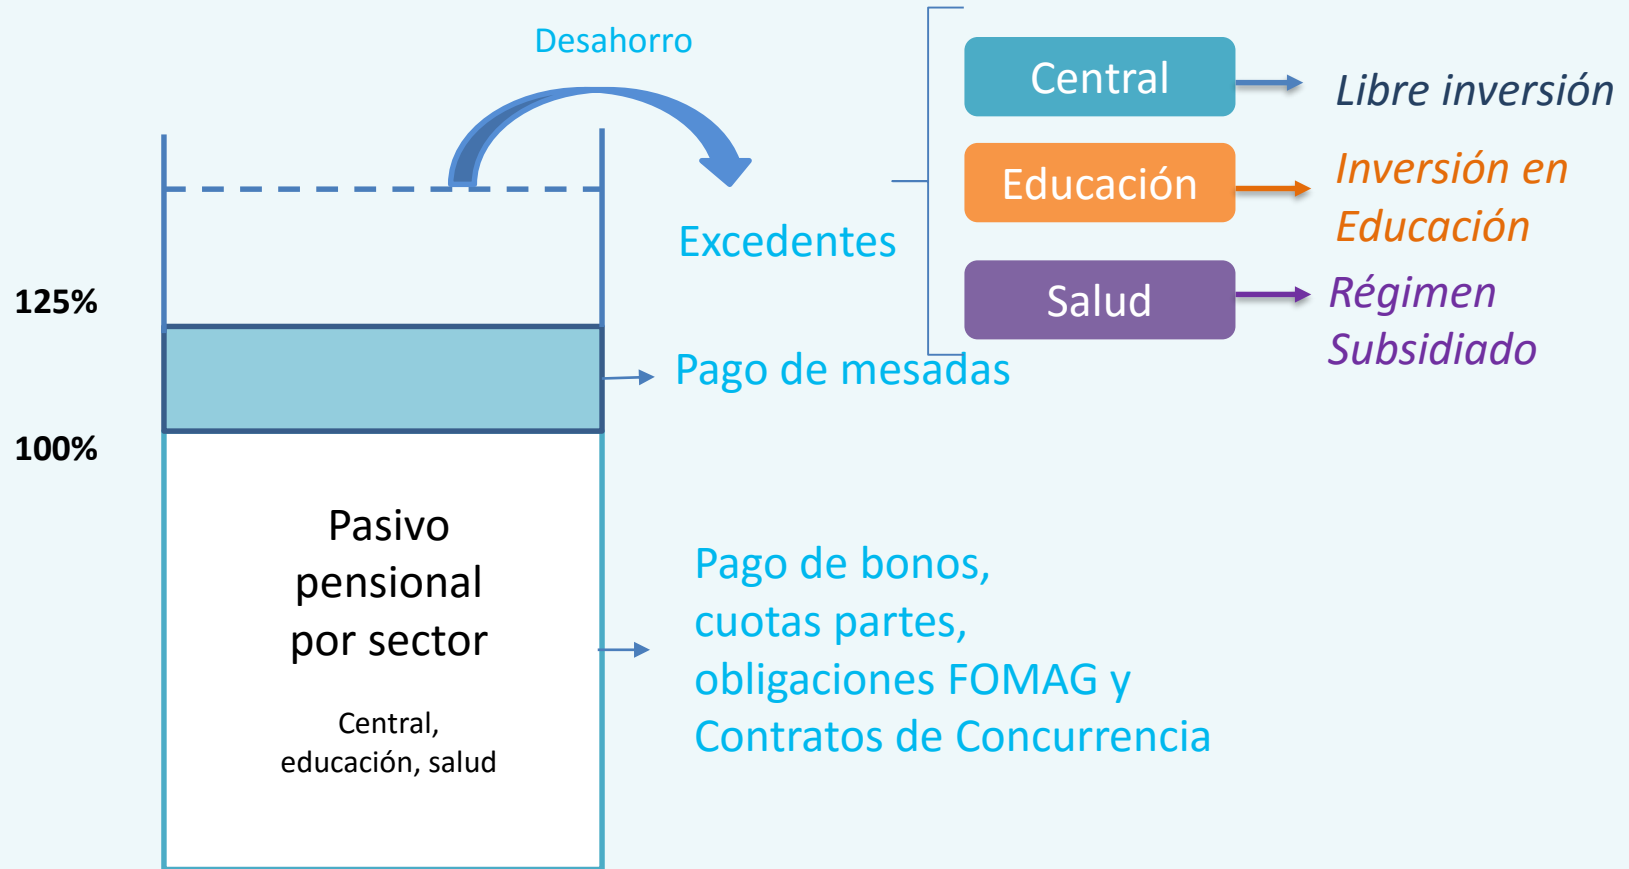 Desahorro
Central
Libre inversión
Educación
Inversión en
Educación
Excedentes
Salud
Régimen
Subsidiado
125%
Pago de mesadas
100%
Pasivo
pensional
por sector
Central,
educación, salud
Pago de bonos,
cuotas partes,
obligaciones FOMAG y
Contratos de Concurrencia